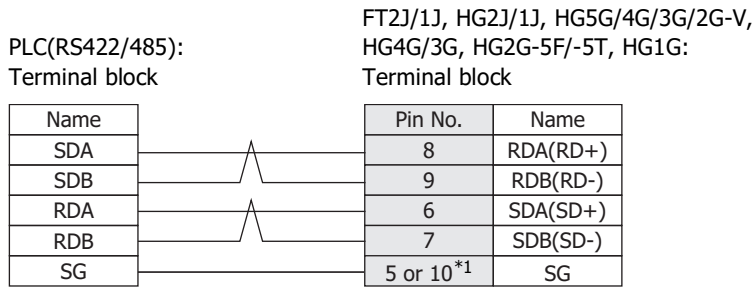 FT2J/1J, HG2J/1J, HG5G/4G/3G/2G-V,
PLC(RS422/485): HG4G/3G, HG2G-5F/-5T, HG1G:
Terminal block Terminal block
Name Pin No. Name
SDA 8 RDA(RD+)
SDB 9 RDB(RD-)
RDA 6 SDA(SD+)
RDB 7 SDB(SD-)
SG 5 or 10*1 SG